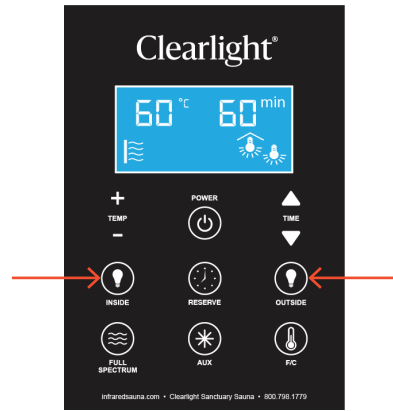 Clearlight®
60 °C 60 min
+ POWER
TEMP TIME
-
INSIDE RESERVE OUTSIDE
FULL SPECTRUM AUX F/C
infraredsauna.com • Clearlight Sanctuary Sauna • 800.798.1779